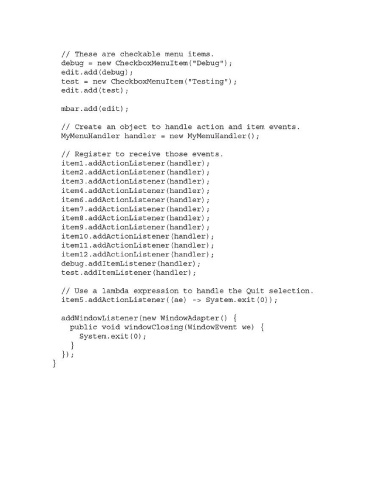 // These are checkable menu items.
debug = new CheckboxMenuItem("Debug");
edit.add(debug);
test = new CheckboxMenuItem("Testing");
edit.add(test);
mbar.add(edit);
// Create an object to handle action and item events.
MyMenuHandler handler = new MyMenuHandler();
// Register to receive those events.
item1.addActionListener(handler);
item2.addActionListener(handler);
item3.addActionListener(handler);
item4.addActionListener(handler);
item6.addActionListener(handler);
item7.addActionListener(handler);
item8.addActionListener(handler);
item9.addActionListener(handler);
item10.addActionListener(handler);
item11.addActionListener(handler);
item12.addActionListener(handler);
debug.addItemListener(handler);
test.addItemListener(handler);
// Use a lambda expression to handle the Quit selection.
item5.addActionListener((ae) -> System.exit(0));
addWindowListener(new WindowAdapter() {
public void windowClosing(WindowEvent we) {
System.exit(0);
}
});
}